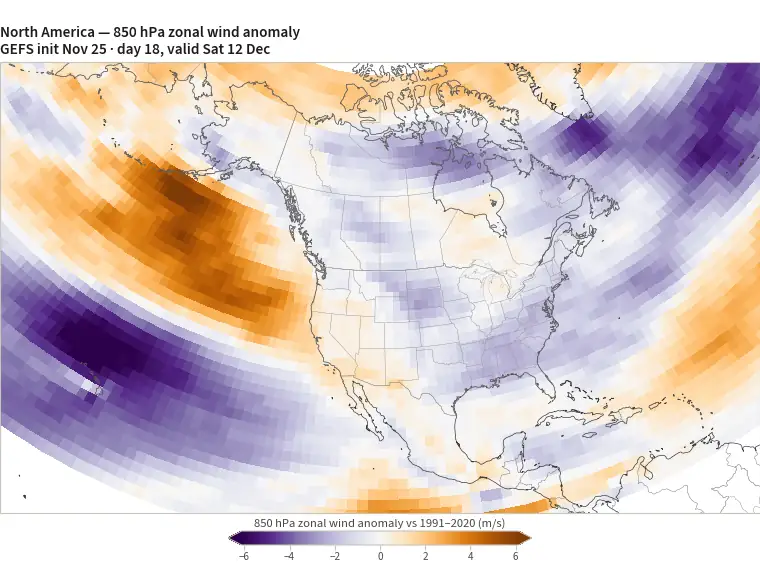 North America — 850 hPa zonal wind anomaly
GEFS init Nov 25 · day 18, valid Sat 12 Dec
850 hPa zonal wind anomaly vs 1991–2020 (m/s)
−6 −4 −2 0 2 4 6